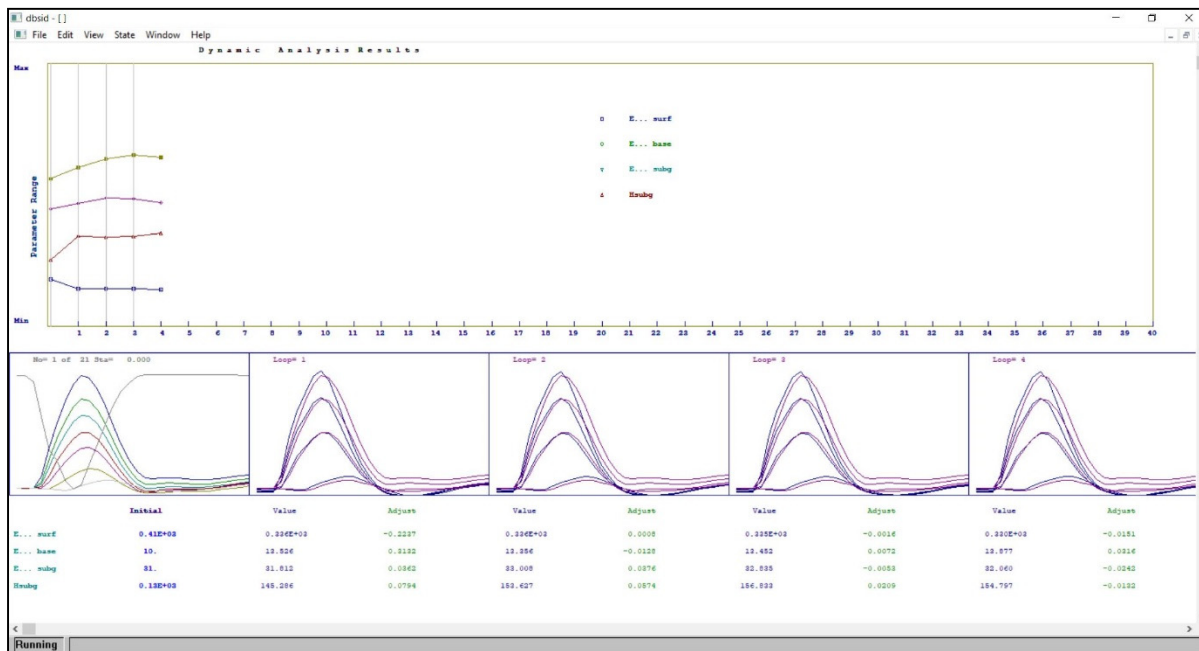 dbsid - [ ]
File Edit View State Window Help
Dynamic Analysis Results
Max
Parameter Range
Min
E... surf
E... base
E... subg
Hsubg
1 2 3 4 5 6 7 8 9 10 11 12 13 14 15 16 17 18 19 20 21 22 23 24 25 26 27 28 29 30 31 32 33 34 35 36 37 38 39 40
No= 1 of 21 Sta= 0.000 Loop= 1 Loop= 2 Loop= 3 Loop= 4
Initial Value Adjust Value Adjust Value Adjust Value Adjust
E... surf 0.41E+03 0.336E+03 -0.2237 0.336E+03 0.0008 0.335E+03 -0.0016 0.330E+03 -0.0151
E... base 10. 13.526 0.3132 13.356 -0.0128 13.452 0.0072 13.877 0.0316
E... subg 31. 31.812 0.0362 33.008 0.0376 32.835 -0.0053 32.060 -0.0242
Hsubg 0.13E+03 145.286 0.0794 153.627 0.0574 156.833 0.0209 154.797 -0.0132
Running